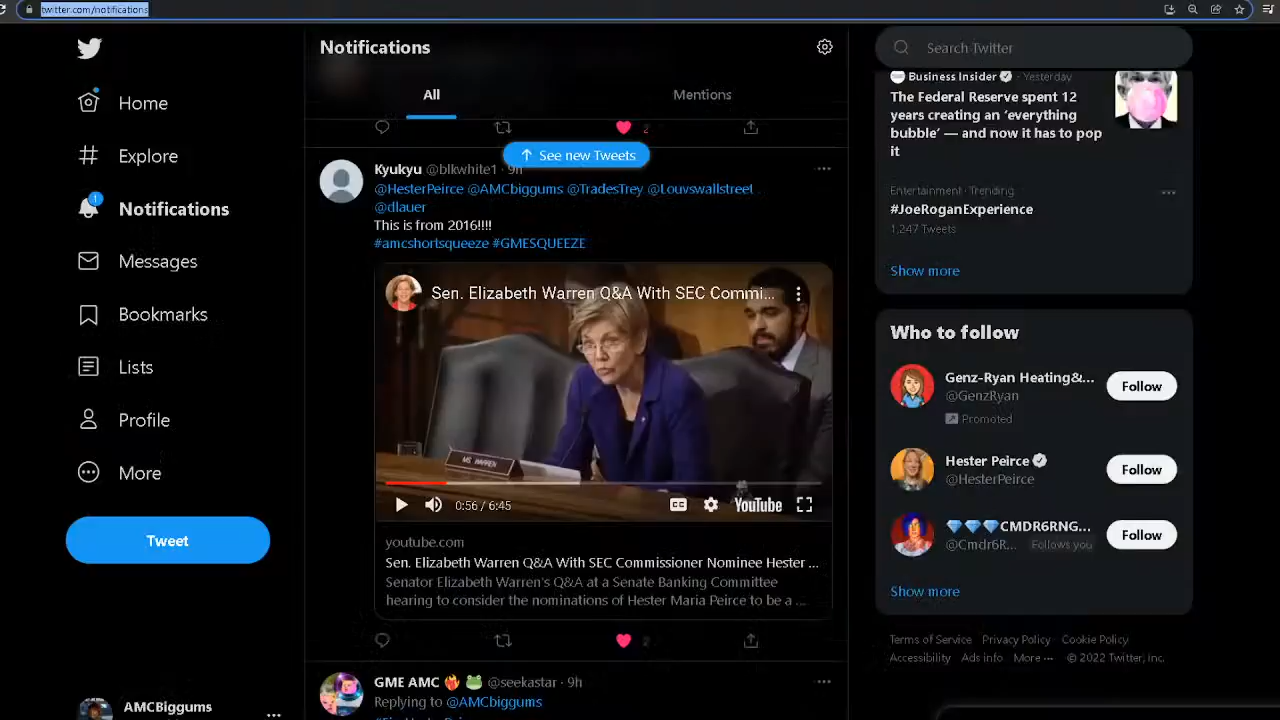 twitter.com/notifications
Home
Explore
1
Notifications
Messages
Bookmarks
Lists
Profile
More
Tweet
AMCBiggums
Notifications
All
Mentions
2
See new Tweets
Kyukyu @blkwhite1 · 9h
@HesterPeirce @AMCbiggums @TradesTrey @Louvswallstreet
@dlauer
This is from 2016!!!!
#amcshortsqueeze #GMESQUEEZE
Sen. Elizabeth Warren Q&A With SEC Commi...
MS. WARREN
0:56 / 6:45
CC
YouTube
youtube.com
Sen. Elizabeth Warren Q&A With SEC Commissioner Nominee Hester ...
Senator Elizabeth Warren's Q&A at a Senate Banking Committee
hearing to consider the nominations of Hester Maria Peirce to be a ...
2
GME AMC @seekastar · 9h
Replying to @AMCbiggums
Search Twitter
Business Insider · Yesterday
The Federal Reserve spent 12
years creating an 'everything
bubble' — and now it has to pop
it
Entertainment · Trending
#JoeRoganExperience
1,247 Tweets
Show more
Who to follow
Genz-Ryan Heating&...
@GenzRyan
Follow
Promoted
Hester Peirce
@HesterPeirce
Follow
CMDR6RNG...
@Cmdr6R... Follows you
Follow
Show more
Terms of Service Privacy Policy Cookie Policy
Accessibility Ads info More ··· © 2022 Twitter, Inc.